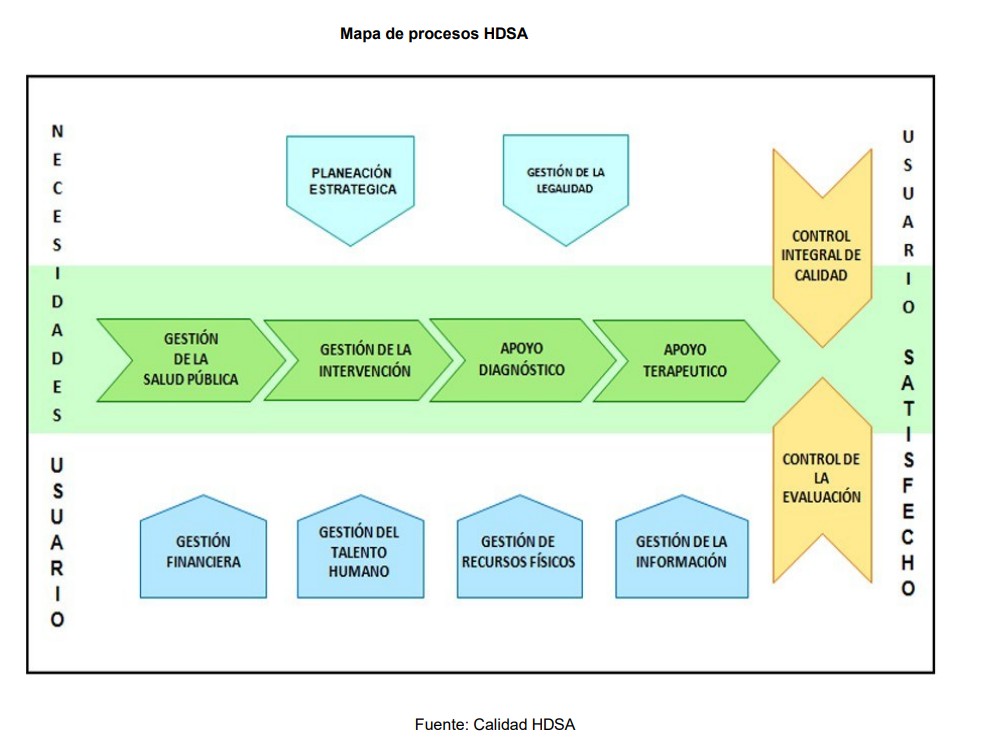 Mapa de procesos HDSA
NECESIDADES USUARIO
PLANEACIÓN
ESTRATEGICA
GESTIÓN DE LA
LEGALIDAD
CONTROL
INTEGRAL DE
CALIDAD
USUARIO SATISFECHO
GESTIÓN
DE LA
SALUD PÚBLICA
GESTIÓN DE LA
INTERVENCIÓN
APOYO
DIAGNÓSTICO
APOYO
TERAPEUTICO
CONTROL DE
LA
EVALUACIÓN
GESTIÓN
FINANCIERA
GESTIÓN DEL
TALENTO
HUMANO
GESTIÓN DE
RECURSOS FÍSICOS
GESTIÓN DE LA
INFORMACIÓN
Fuente: Calidad HDSA